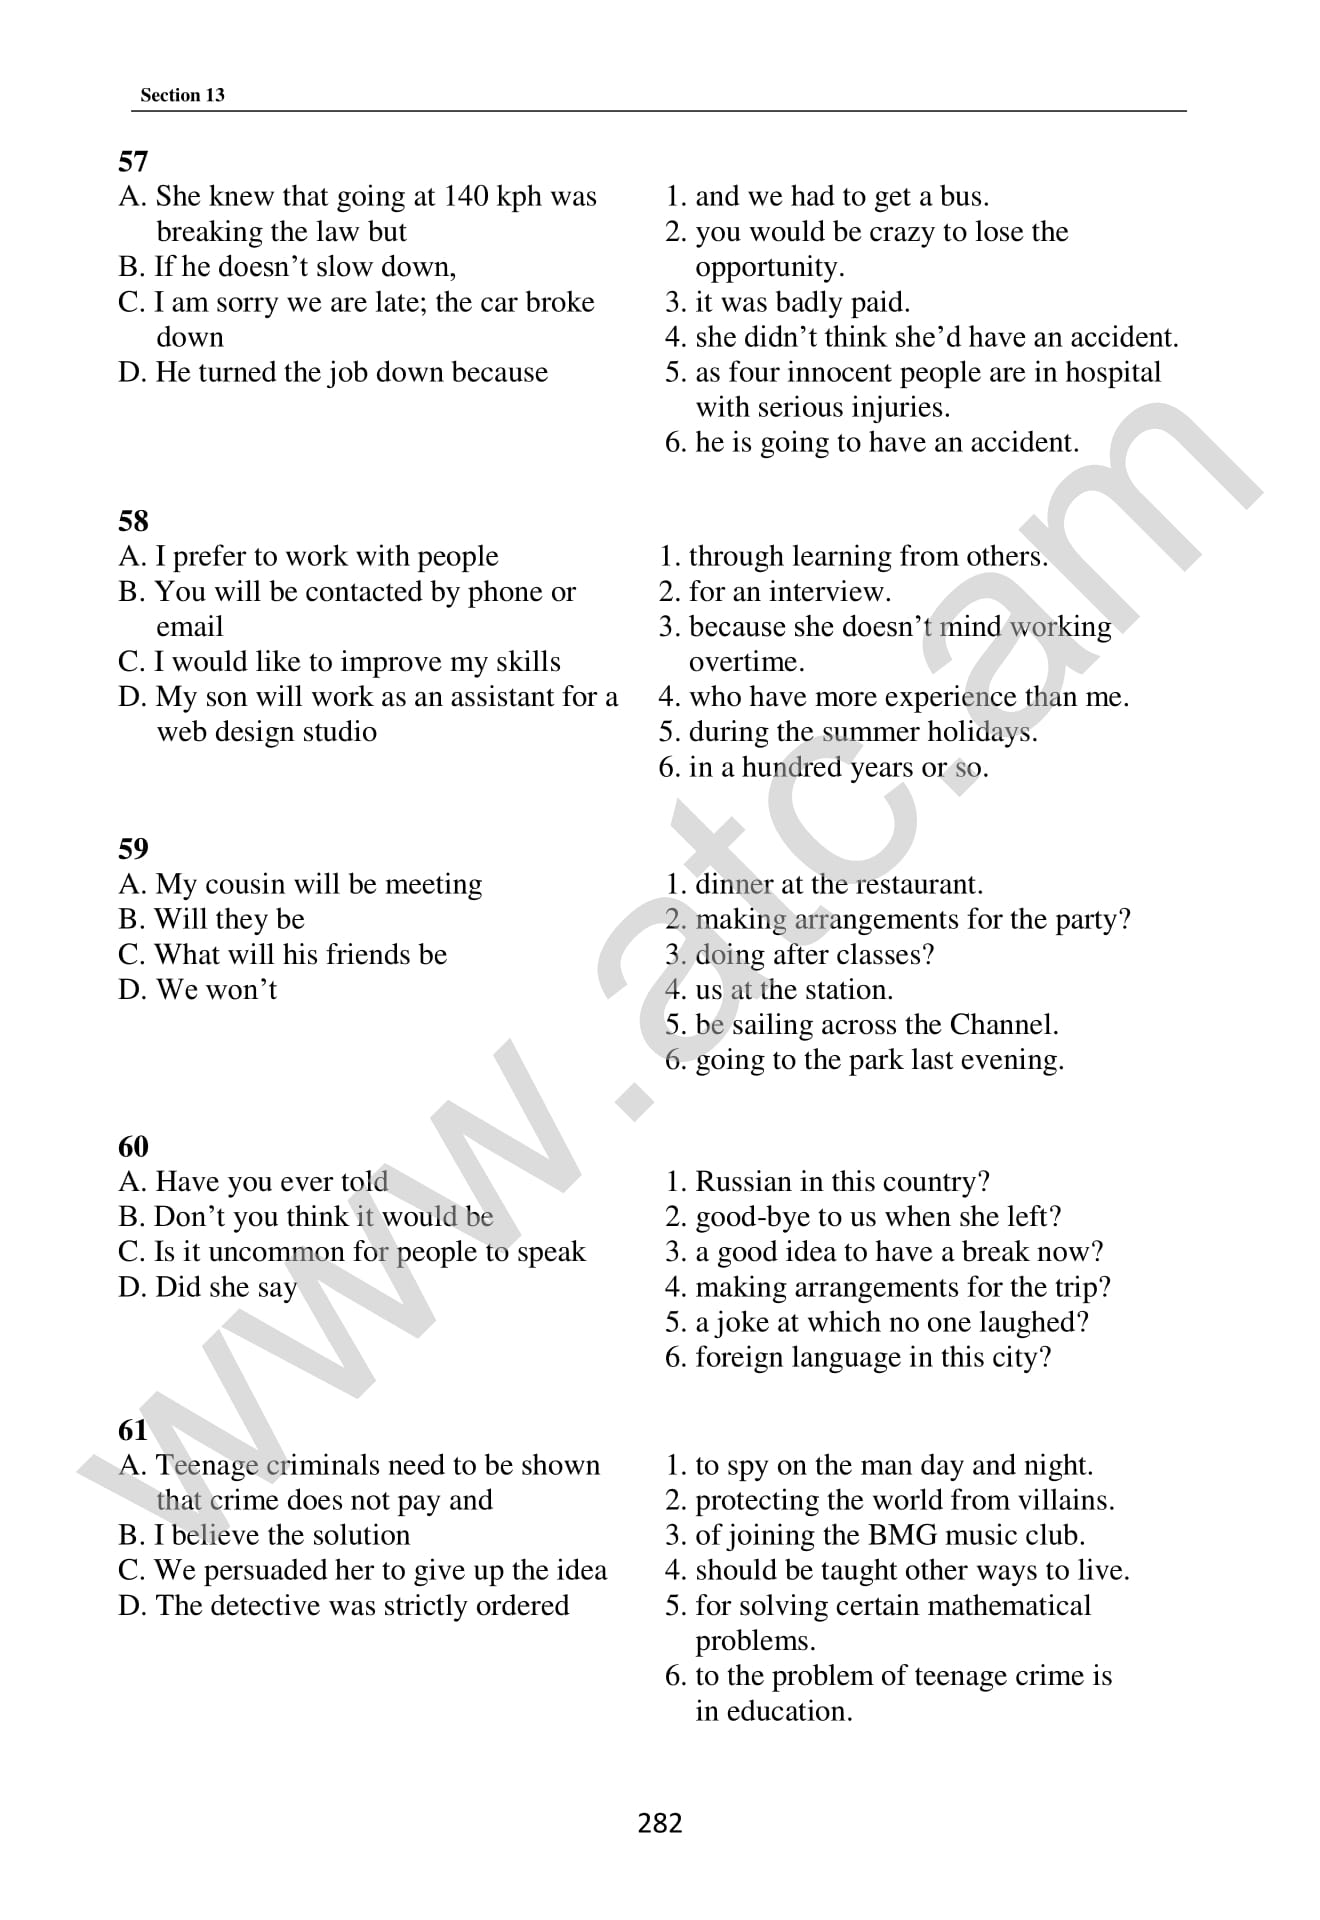 Section 13
57
A. She knew that going at 140 kph was
breaking the law but
B. If he doesn’t slow down,
C. I am sorry we are late; the car broke
down
D. He turned the job down because
1. and we had to get a bus.
2. you would be crazy to lose the
opportunity.
3. it was badly paid.
4. she didn’t think she’d have an accident.
5. as four innocent people are in hospital
with serious injuries.
6. he is going to have an accident.
58
A. I prefer to work with people
B. You will be contacted by phone or
email
C. I would like to improve my skills
D. My son will work as an assistant for a
web design studio
1. through learning from others.
2. for an interview.
3. because she doesn’t mind working
overtime.
4. who have more experience than me.
5. during the summer holidays.
6. in a hundred years or so.
59
A. My cousin will be meeting
B. Will they be
C. What will his friends be
D. We won’t
1. dinner at the restaurant.
2. making arrangements for the party?
3. doing after classes?
4. us at the station.
5. be sailing across the Channel.
6. going to the park last evening.
60
A. Have you ever told
B. Don’t you think it would be
C. Is it uncommon for people to speak
D. Did she say
1. Russian in this country?
2. good-bye to us when she left?
3. a good idea to have a break now?
4. making arrangements for the trip?
5. a joke at which no one laughed?
6. foreign language in this city?
61
A. Teenage criminals need to be shown
that crime does not pay and
B. I believe the solution
C. We persuaded her to give up the idea
D. The detective was strictly ordered
1. to spy on the man day and night.
2. protecting the world from villains.
3. of joining the BMG music club.
4. should be taught other ways to live.
5. for solving certain mathematical
problems.
6. to the problem of teenage crime is
in education.
282
www.atc.am